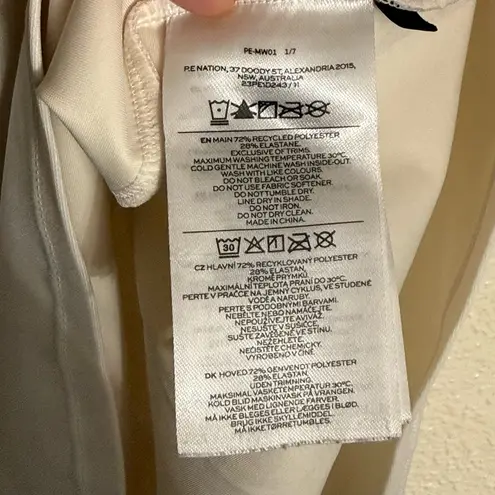 PE-MW01 1/7
P.E NATION, 37 DOODY ST, ALEXANDRIA 2015,
NSW, AUSTRALIA
EN MAIN 72% RECYCLED POLYESTER
28% ELASTANE.
EXCLUSIVE OF TRIMS.
MAXIMUM WASHING TEMPERATURE 30°C.
COLD GENTLE MACHINE WASH INSIDE-OUT.
WASH WITH LIKE COLOURS.
DO NOT BLEACH OR SOAK.
DO NOT USE FABRIC SOFTENER.
DO NOT TUMBLE DRY.
LINE DRY IN SHADE.
DO NOT IRON.
DO NOT DRY CLEAN.
MADE IN CHINA.
30
CZ HLAVNÍ 72% RECYKLOVANÝ POLYESTER
28% ELASTAN,
KROMĚ PRÝMKŮ.
MAXIMÁLNÍ TEPLOTA PRANÍ DO 30°C.
PERTE V PRAČCE NA JEMNÝ CYKLUS, VE STUDENÉ
VODĚ A NARUBY.
PERTE S PODOBNÝMI BARVAMI.
NEBĚLTE NEBO NAMÁČEJTE.
NEPOUŽÍVEJTE AVIVÁŽ.
NESUŠTE V SUŠIČCE.
SUŠTE ZAVĚŠENÉ VE STÍNU.
NEŽEHLETE.
NEČISTĚTE CHEMICKY.
VYROBENO V ČÍNĚ
DK HOVED 72% GENVENDT POLYESTER
28% ELASTAN
UDEN TRIMNING.
MAKSIMAL VASKETEMPERATUR 30°C.
KOLD BLID MASKINVASK PÅ VRANGEN.
VASK MED LIGNENDE FARVER.
MÅ IKKE BLEGES ELLER LÆGGES I BLØD.
BRUG IKKE SKYLLEMIDDEL.
MÅ IKKE TØRRETUMBLES.